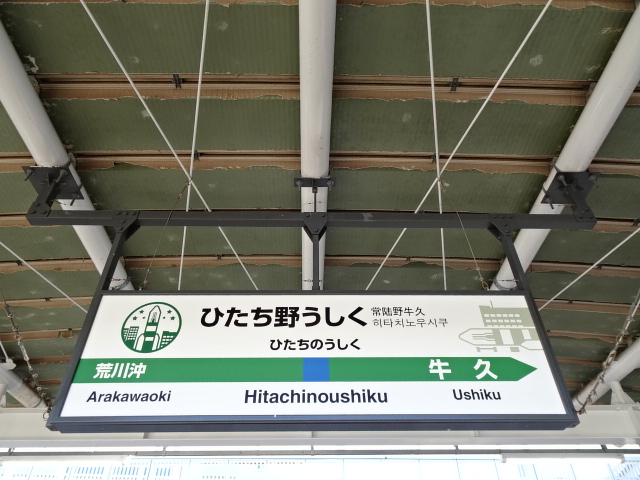 ひたち野うしく
常陆野牛久
히타치노우시쿠
ひたちのうしく
荒川沖 牛久
Arakawaoki Hitachinoushiku Ushiku